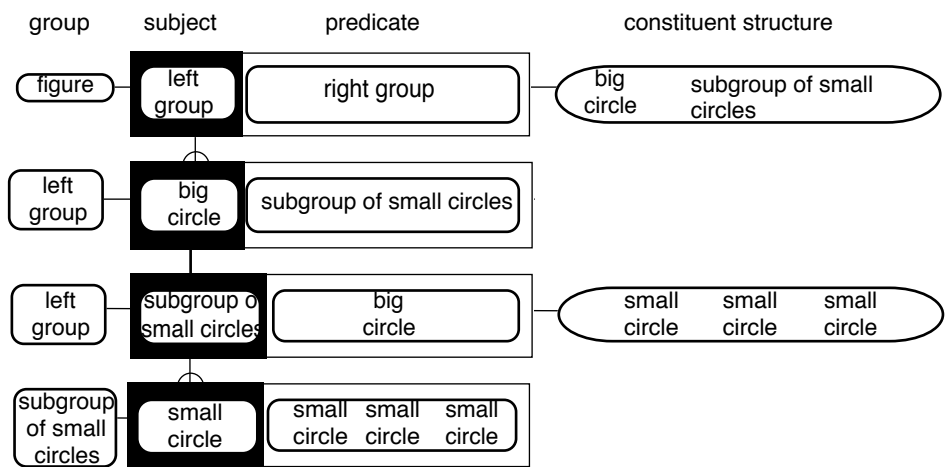 group subject predicate constituent structure
figure
left
group
right group
big
circle
subgroup of small
circles
left
group
big
circle
subgroup of small circles
left
group
subgroup o
small circles
big
circle
small small small
circle circle circle
subgroup
of small
circles
small
circle
small small small
circle circle circle